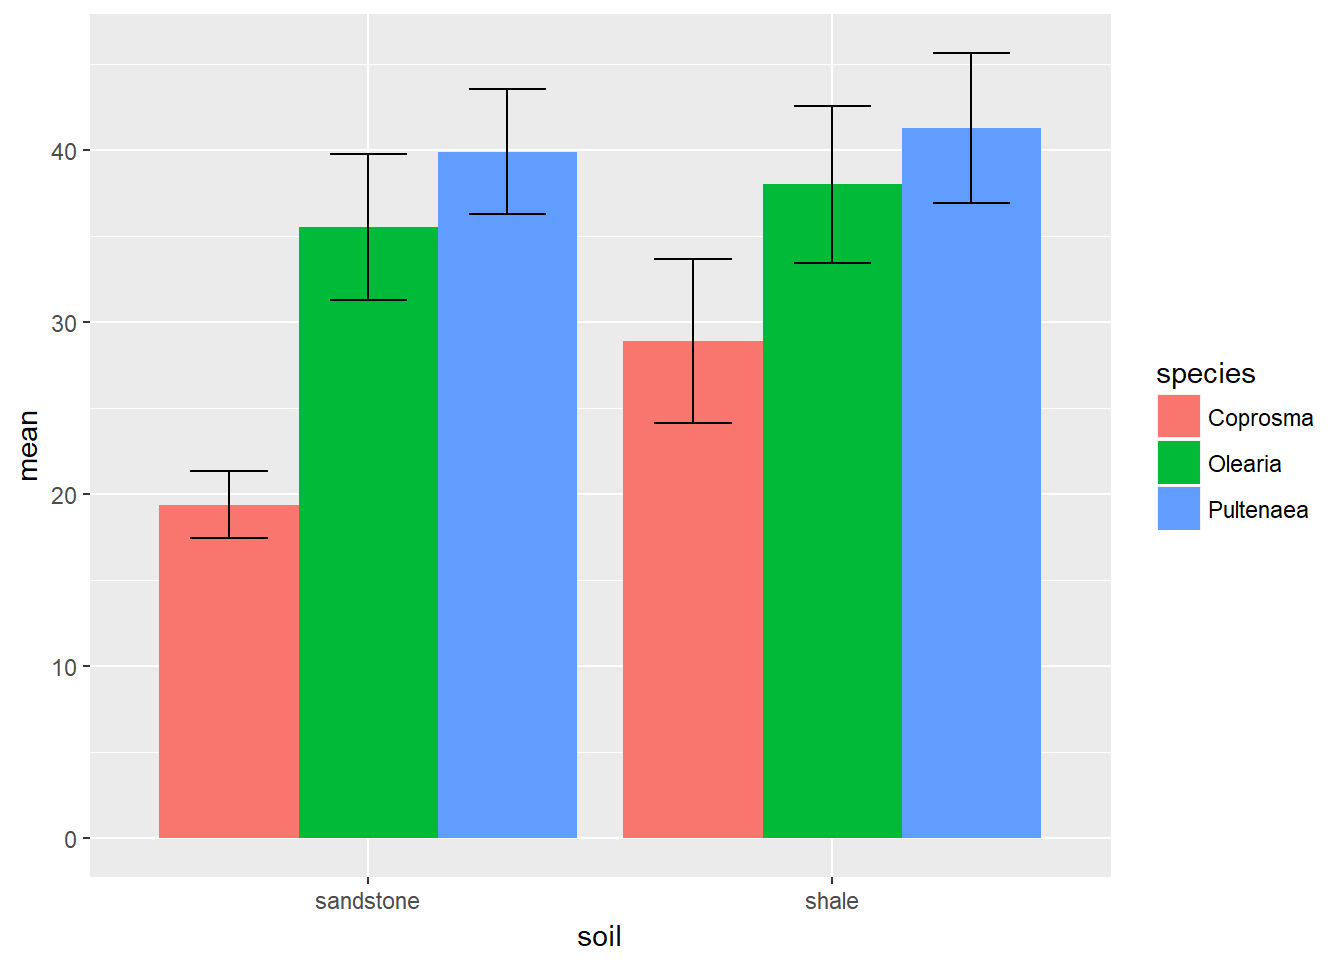 mean
40
30
20
10
0
sandstone
shale
soil
species
Coprosma
Olearia
Pultenaea